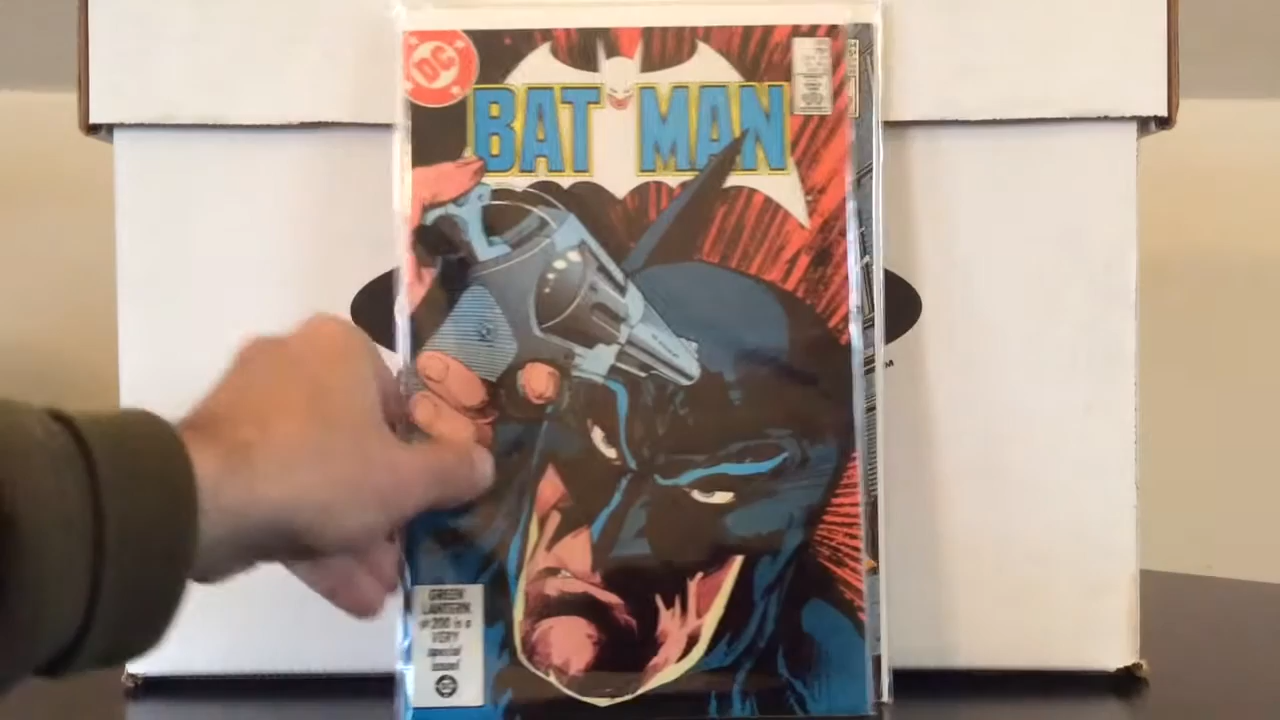 DC
BATMAN
GREEN
LANTERN
#200 is a
VERY
special
issue!
M